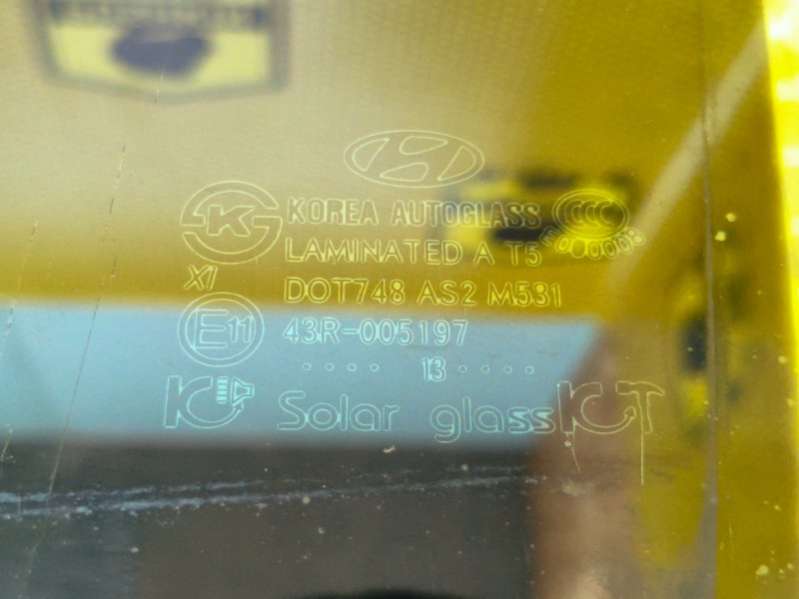 KOREA AUTOGLASS
LAMINATED A T5
X1
DOT748 AS2 M531
E11
43R-005197
.... 13 ....
Solar glass